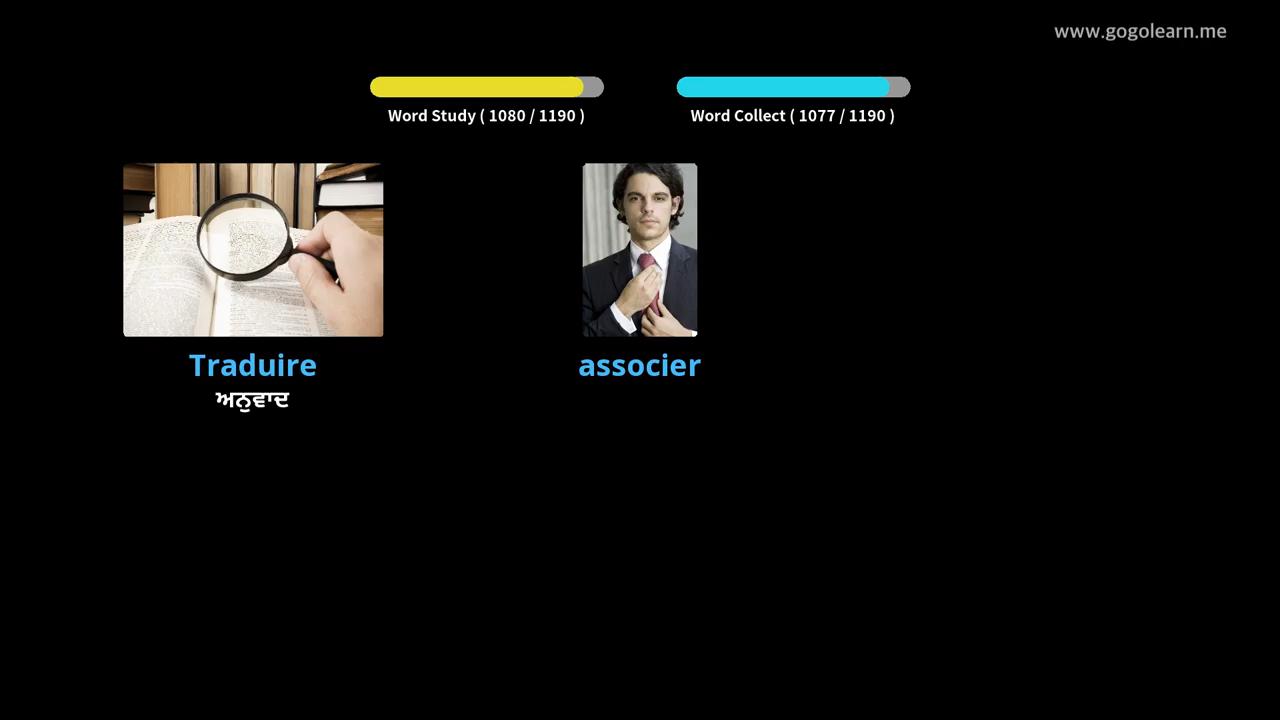 www.gogolearn.me
Word Study ( 1080 / 1190 )
Word Collect ( 1077 / 1190 )
Traduire
ਅਨੁਵਾਦ
associer